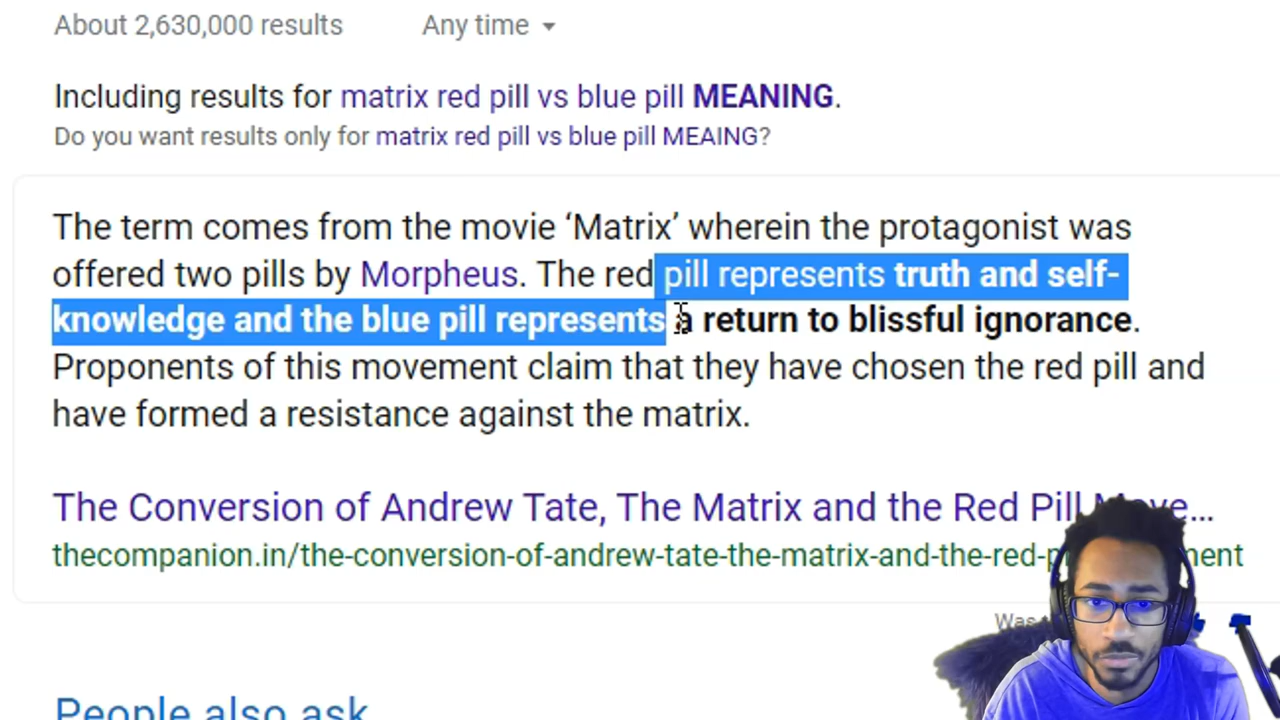 About 2,630,000 results Any time
Including results for matrix red pill vs blue pill MEANING.
Do you want results only for matrix red pill vs blue pill MEAING?
The term comes from the movie ‘Matrix’ wherein the protagonist was
offered two pills by Morpheus. The red pill represents truth and self-
knowledge and the blue pill represents a return to blissful ignorance.
Proponents of this movement claim that they have chosen the red pill and
have formed a resistance against the matrix.
The Conversion of Andrew Tate, The Matrix and the Red Pill
thecompanion.in/the-conversion-of-andrew-tate-the-matrix-and-the-red-
Was
People also ask